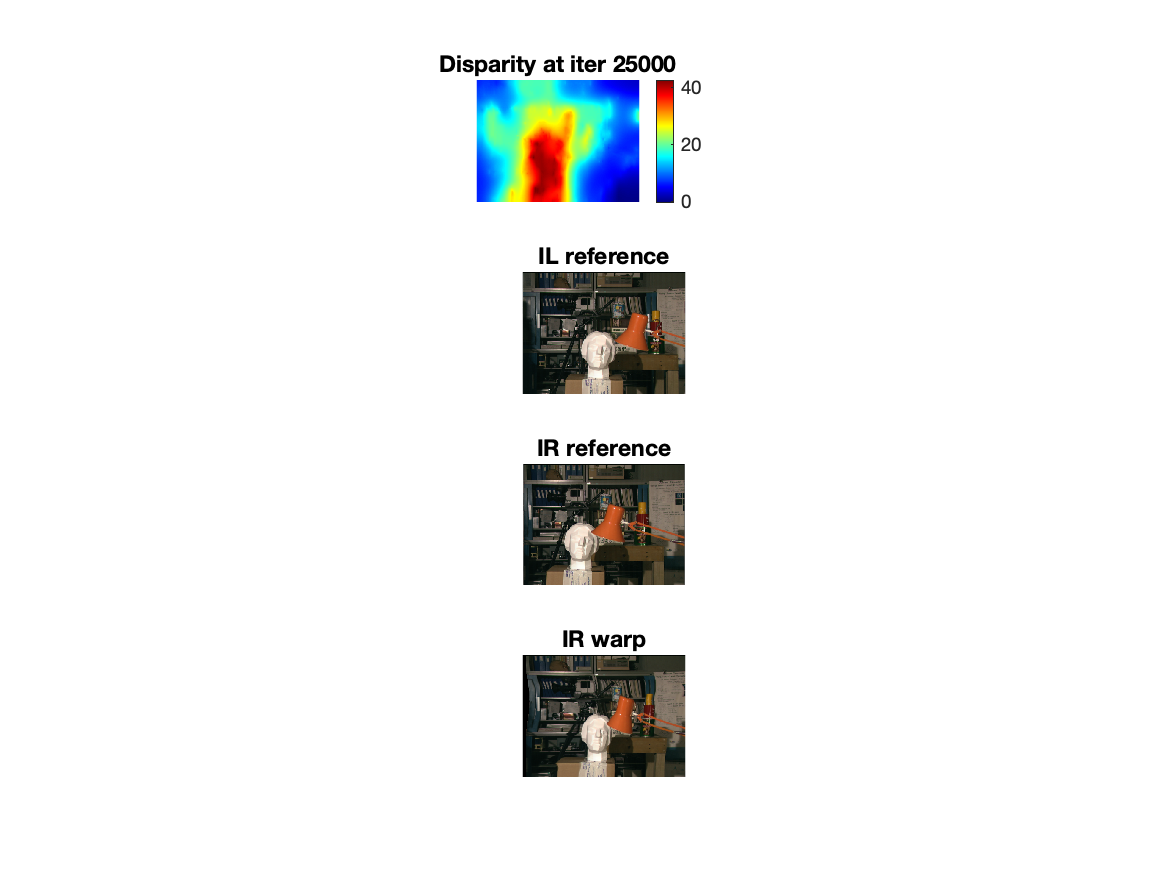 Disparity at iter 25000
40
20
0
IL reference
IR reference
IR warp